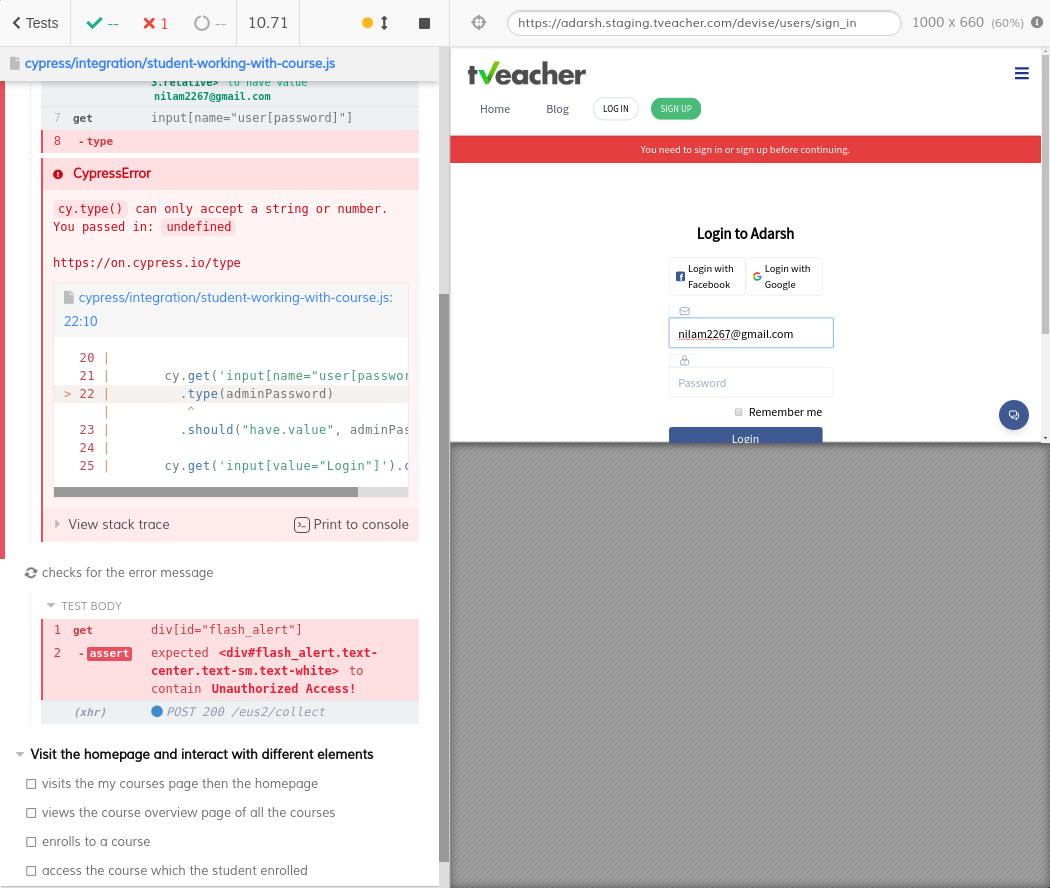 Tests
--
1
--
10.71
https://adarsh.staging.tveacher.com/devise/users/sign_in
1000 x 660 (60%)
cypress/integration/student-working-with-course.js
3.relative> to have value
nilam2267@gmail.com
7 get input[name="user[password]"]
8 - type
CypressError
cy.type() can only accept a string or number.
You passed in: undefined
https://on.cypress.io/type
cypress/integration/student-working-with-course.js:
22:10
20 |
21 | cy.get('input[name="user[passwor
> 22 | .type(adminPassword)
| ^
23 | .should("have.value", adminPas
24 |
25 | cy.get('input[value="Login"]').c
View stack trace
Print to console
checks for the error message
TEST BODY
1 get div[id="flash_alert"]
2 - assert expected <div#flash_alert.text-
center.text-sm.text-white> to
contain Unauthorized Access!
(xhr) POST 200 /eus2/collect
Visit the homepage and interact with different elements
visits the my courses page then the homepage
views the course overview page of all the courses
enrolls to a course
access the course which the student enrolled
tveacher
Home
Blog
LOG IN
SIGN UP
You need to sign in or sign up before continuing.
Login to Adarsh
Login with
Facebook
Login with
Google
nilam2267@gmail.com
Password
Remember me
Login